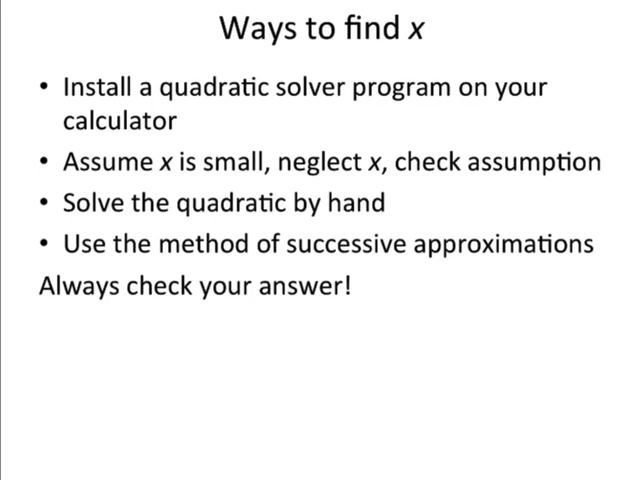 Ways to find x
• Install a quadratic solver program on your
calculator
• Assume x is small, neglect x, check assumption
• Solve the quadratic by hand
• Use the method of successive approximations
Always check your answer!